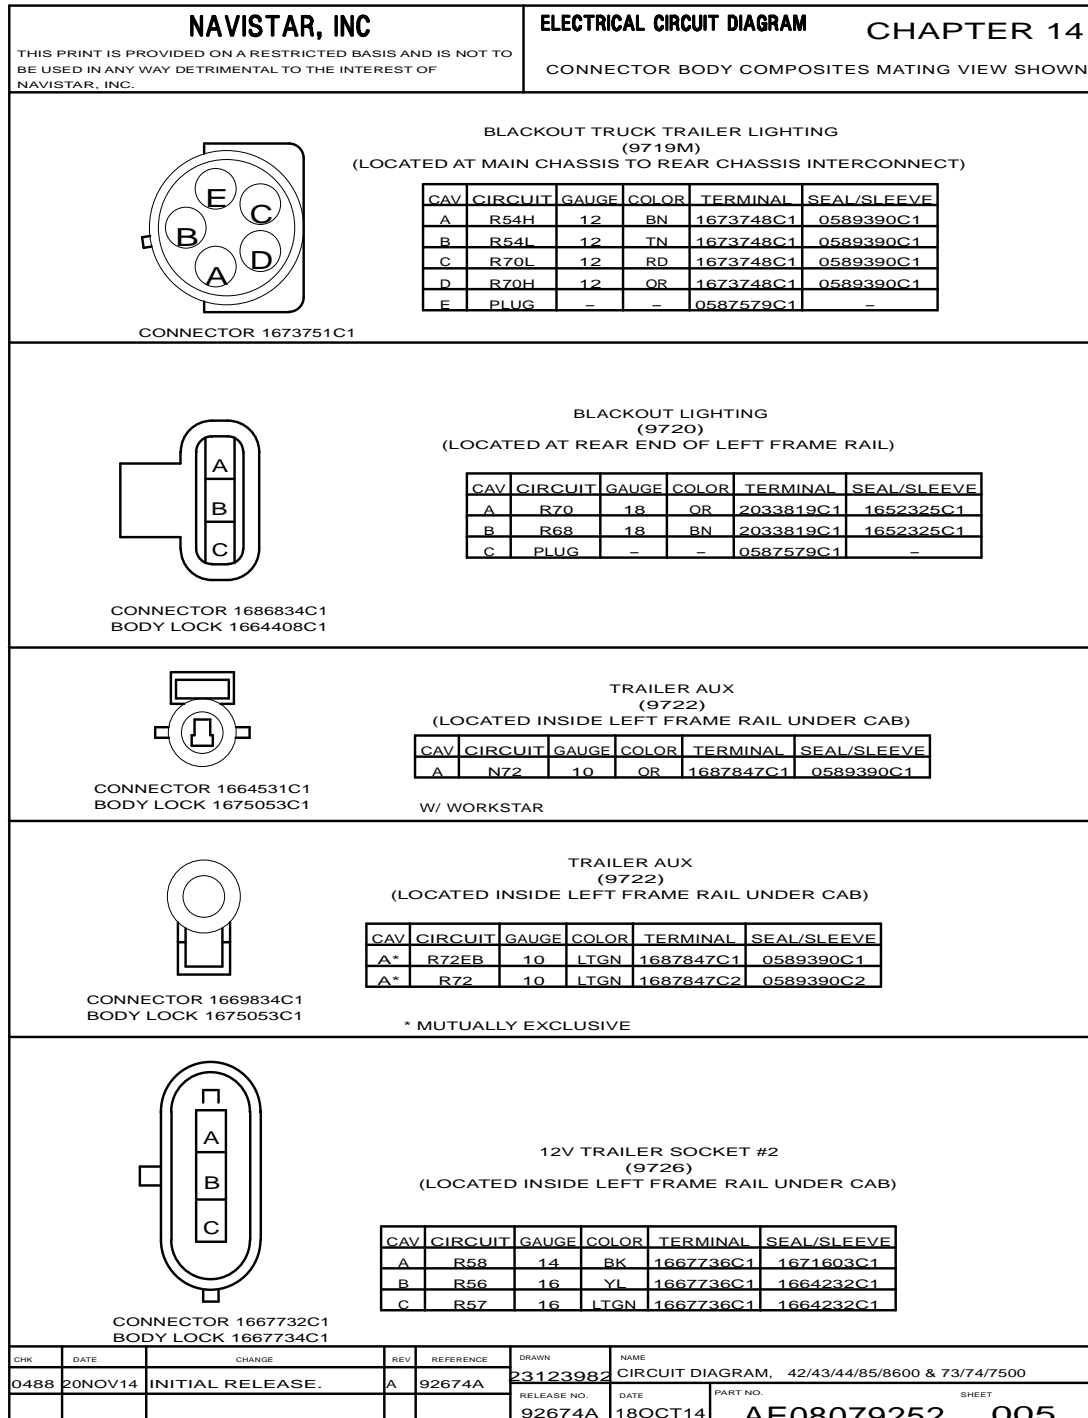 NAVISTAR, INC
THIS PRINT IS PROVIDED ON A RESTRICTED BASIS AND IS NOT TO
BE USED IN ANY WAY DETRIMENTAL TO THE INTEREST OF
NAVISTAR, INC.
ELECTRICAL CIRCUIT DIAGRAM CHAPTER 14
CONNECTOR BODY COMPOSITES MATING VIEW SHOWN
BLACKOUT TRUCK TRAILER LIGHTING
(9719M)
(LOCATED AT MAIN CHASSIS TO REAR CHASSIS INTERCONNECT)
E
C
B
D
A
CONNECTOR 1673751C1
CAV CIRCUIT GAUGE COLOR TERMINAL SEAL/SLEEVE
A R54H 12 BN 1673748C1 0589390C1
B R54L 12 TN 1673748C1 0589390C1
C R70L 12 RD 1673748C1 0589390C1
D R70H 12 OR 1673748C1 0589390C1
E PLUG – – 0587579C1 –
BLACKOUT LIGHTING
(9720)
(LOCATED AT REAR END OF LEFT FRAME RAIL)
A
B
C
CONNECTOR 1686834C1
BODY LOCK 1664408C1
CAV CIRCUIT GAUGE COLOR TERMINAL SEAL/SLEEVE
A R70 18 OR 2033819C1 1652325C1
B R68 18 BN 2033819C1 1652325C1
C PLUG – – 0587579C1 –
TRAILER AUX
(9722)
(LOCATED INSIDE LEFT FRAME RAIL UNDER CAB)
CONNECTOR 1664531C1
BODY LOCK 1675053C1
CAV CIRCUIT GAUGE COLOR TERMINAL SEAL/SLEEVE
A N72 10 OR 1687847C1 0589390C1
W/ WORKSTAR
TRAILER AUX
(9722)
(LOCATED INSIDE LEFT FRAME RAIL UNDER CAB)
CONNECTOR 1669834C1
BODY LOCK 1675053C1
CAV CIRCUIT GAUGE COLOR TERMINAL SEAL/SLEEVE
A* R72EB 10 LTGN 1687847C1 0589390C1
A* R72 10 LTGN 1687847C2 0589390C2
* MUTUALLY EXCLUSIVE
12V TRAILER SOCKET #2
(9726)
(LOCATED INSIDE LEFT FRAME RAIL UNDER CAB)
A
B
C
CONNECTOR 1667732C1
BODY LOCK 1667734C1
CAV CIRCUIT GAUGE COLOR TERMINAL SEAL/SLEEVE
A R58 14 BK 1667736C1 1671603C1
B R56 16 YL 1667736C1 1664232C1
C R57 16 LTGN 1667736C1 1664232C1
CHK DATE CHANGE REV REFERENCE DRAWN NAME
0488 20NOV14 INITIAL RELEASE. A 92674A 23123982 CIRCUIT DIAGRAM, 42/43/44/85/8600 & 73/74/7500
RELEASE NO. DATE PART NO. SHEET
92674A 18OCT14 AE08079252 005